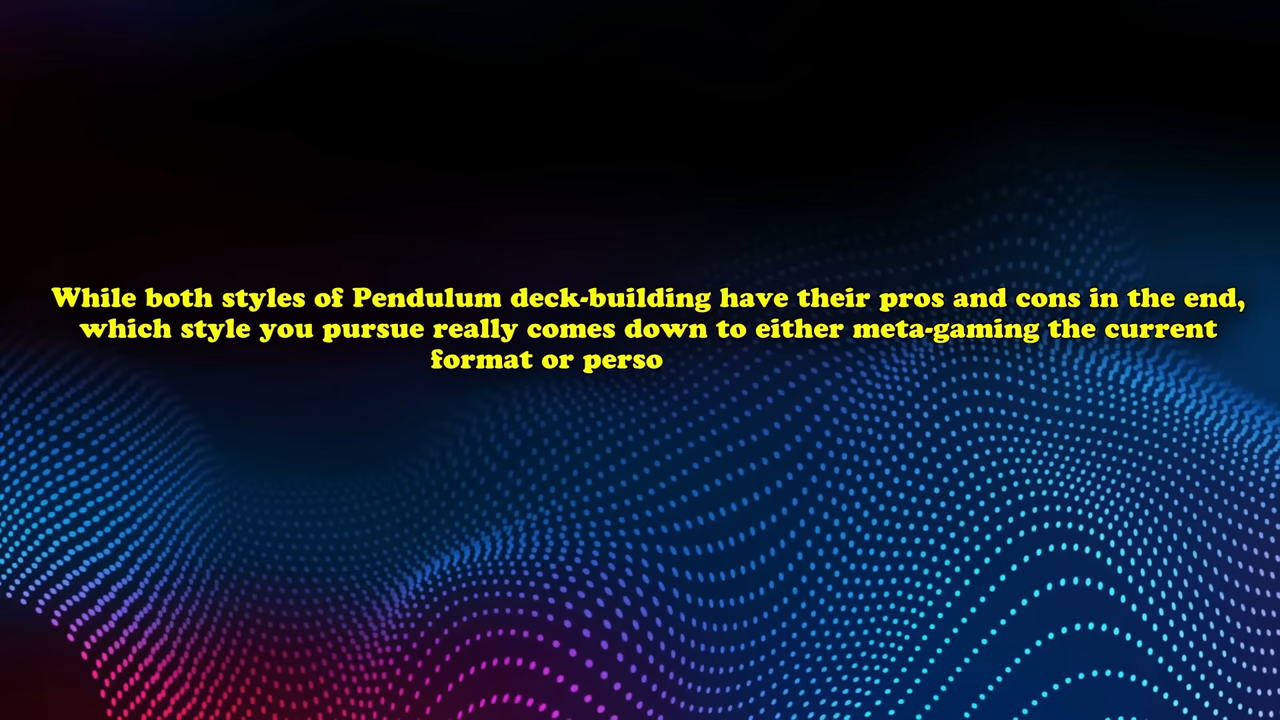 While both styles of Pendulum deck-building have their pros and cons in the end,
which style you pursue really comes down to either meta-gaming the current
format or perso